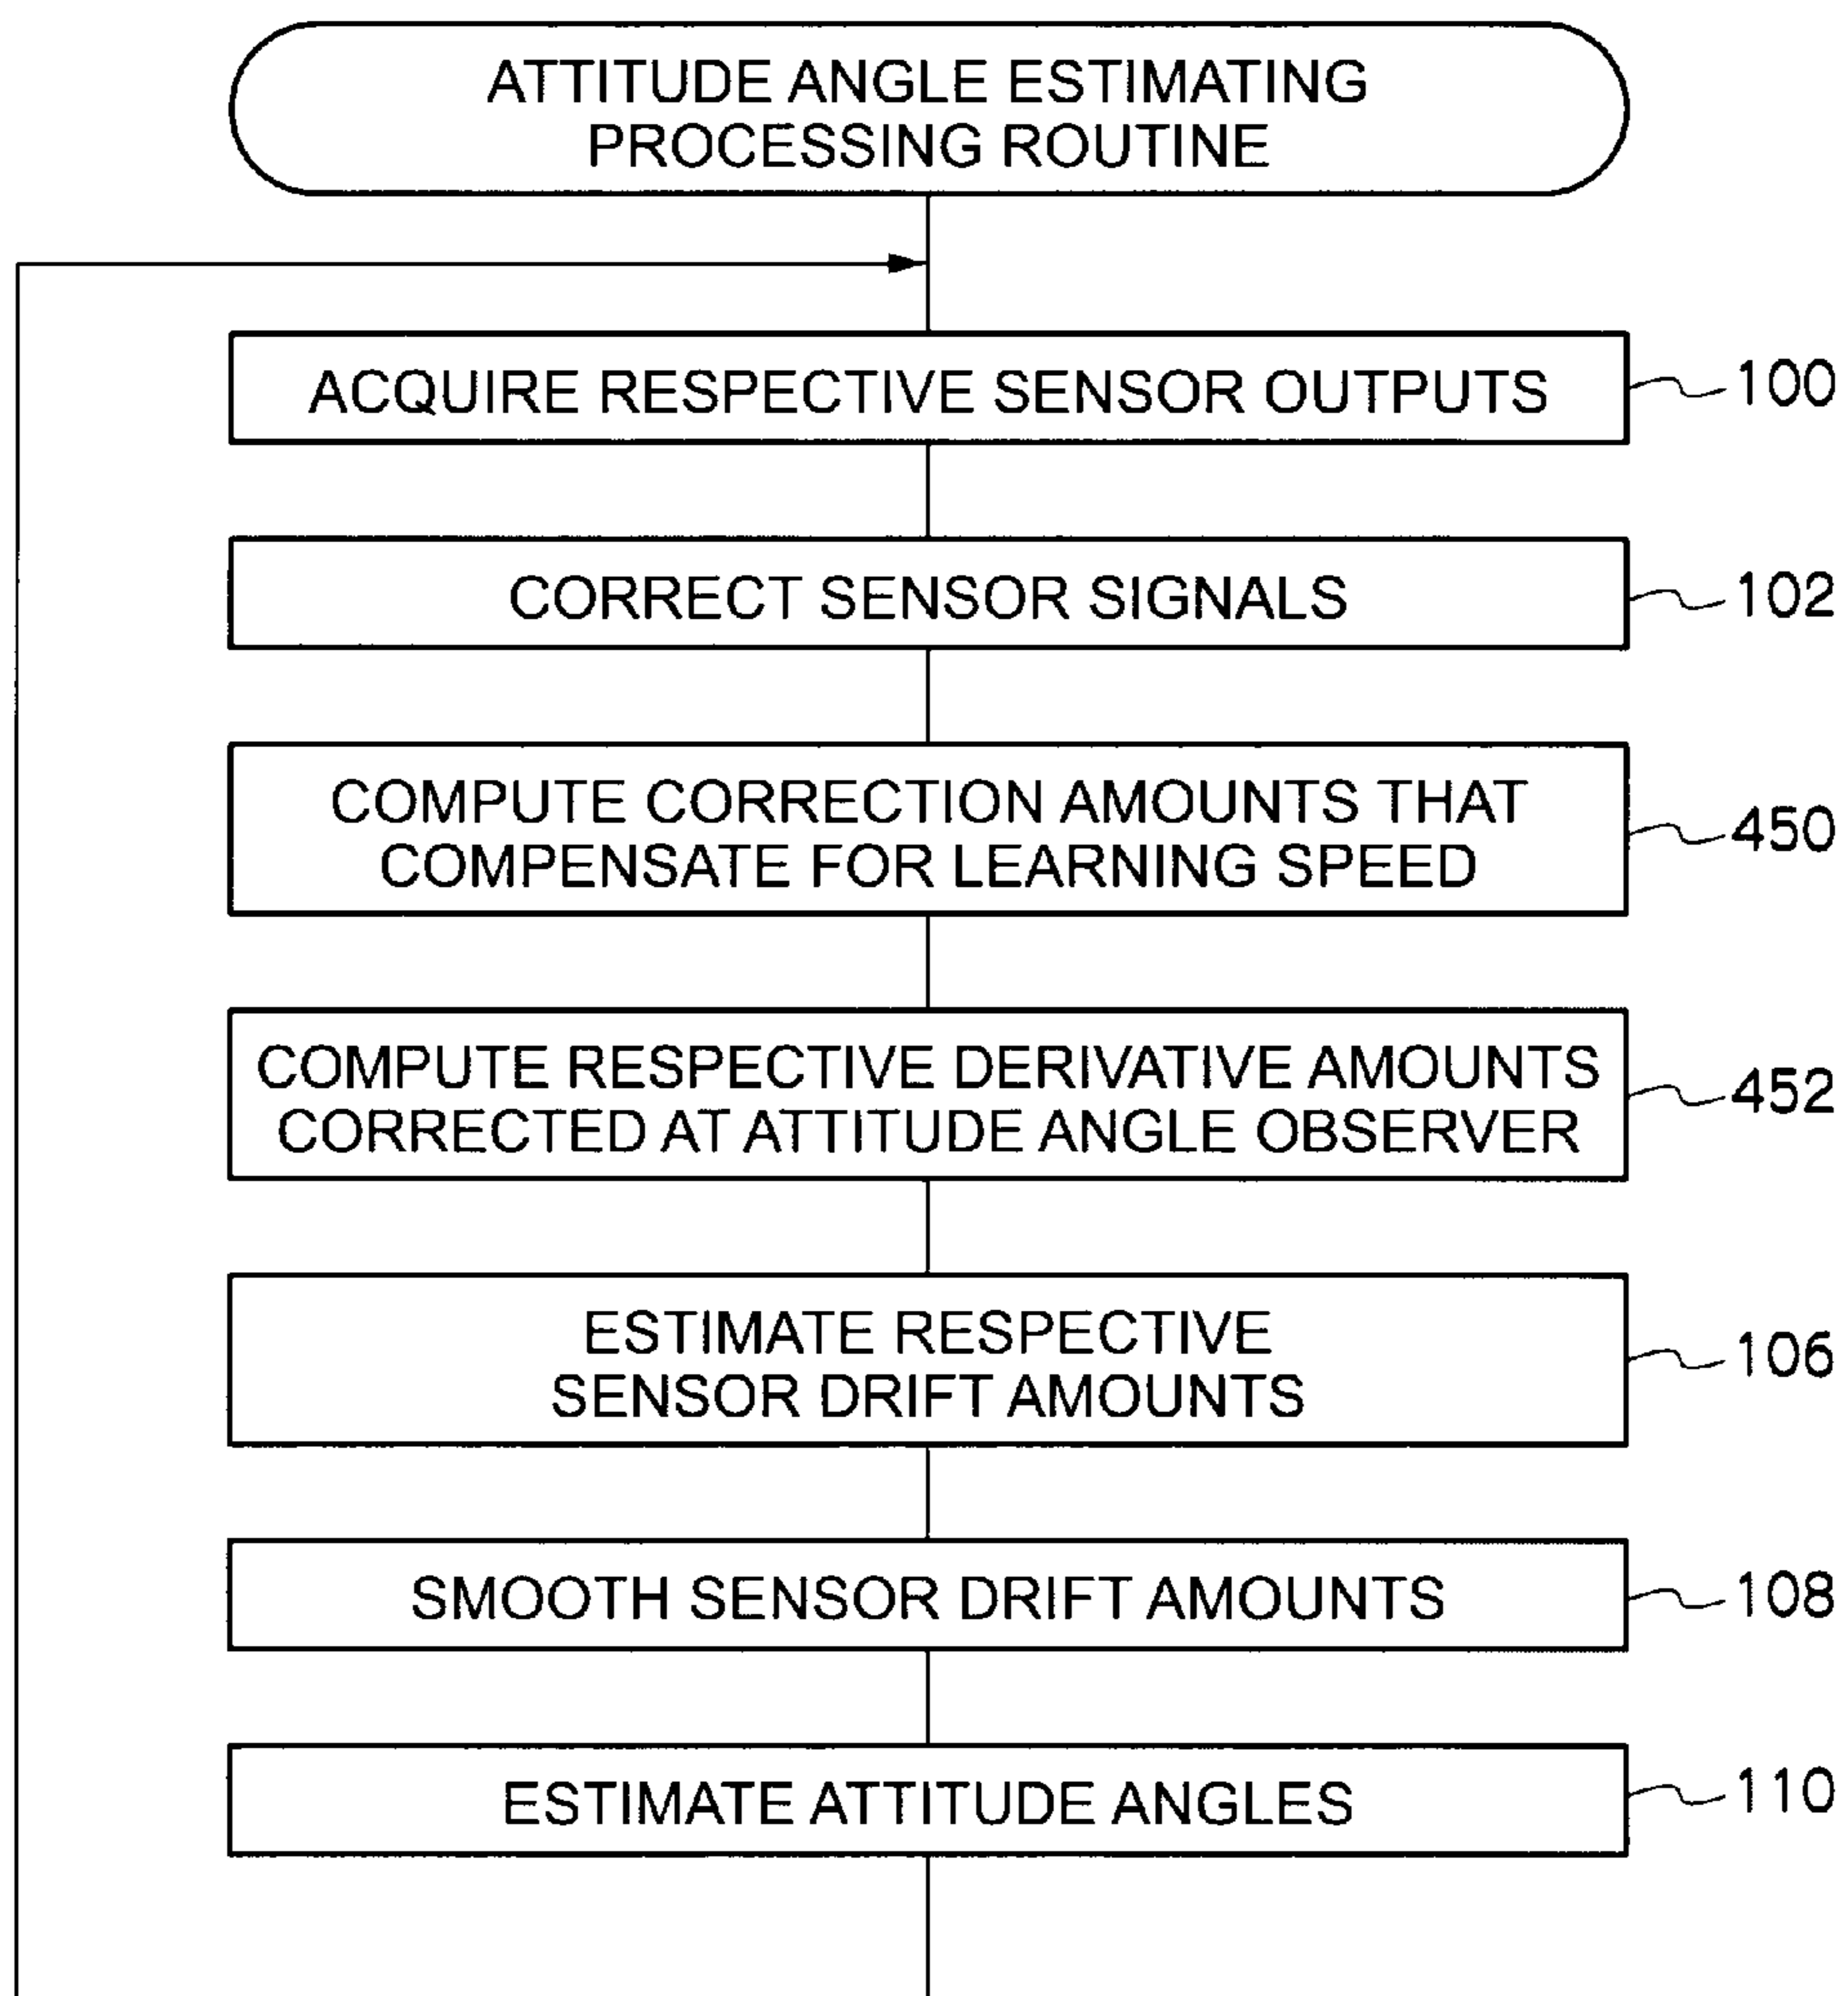 ATTITUDE ANGLE ESTIMATING
PROCESSING ROUTINE
ACQUIRE RESPECTIVE SENSOR OUTPUTS
100
CORRECT SENSOR SIGNALS
102
COMPUTE CORRECTION AMOUNTS THAT
COMPENSATE FOR LEARNING SPEED
450
COMPUTE RESPECTIVE DERIVATIVE AMOUNTS
CORRECTED AT ATTITUDE ANGLE OBSERVER
452
ESTIMATE RESPECTIVE
SENSOR DRIFT AMOUNTS
106
SMOOTH SENSOR DRIFT AMOUNTS
108
ESTIMATE ATTITUDE ANGLES
110